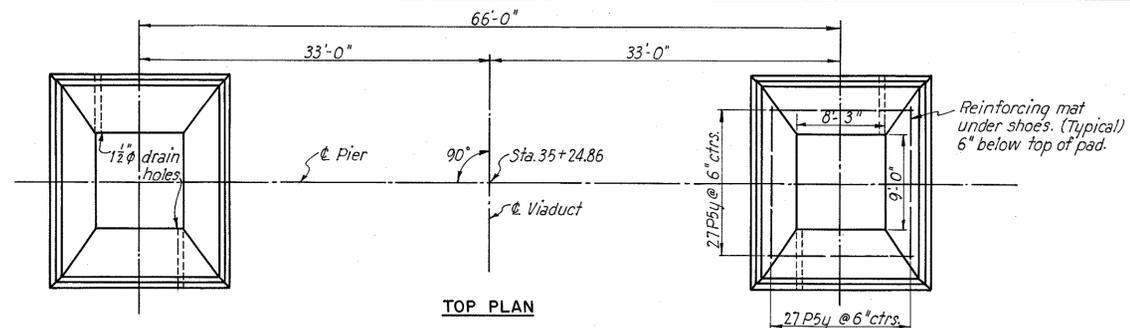 66'-0"
33'-0"
33'-0"
8'-3"
Reinforcing mat
under shoes. (Typical)
6" below top of pad.
1½"ϕ drain
holes
℄ Pier
90°
Sta. 35+24.86
℄ Viaduct
27 P5y @ 6" ctrs.
9'-0"
TOP PLAN
27 P5y @ 6" ctrs.